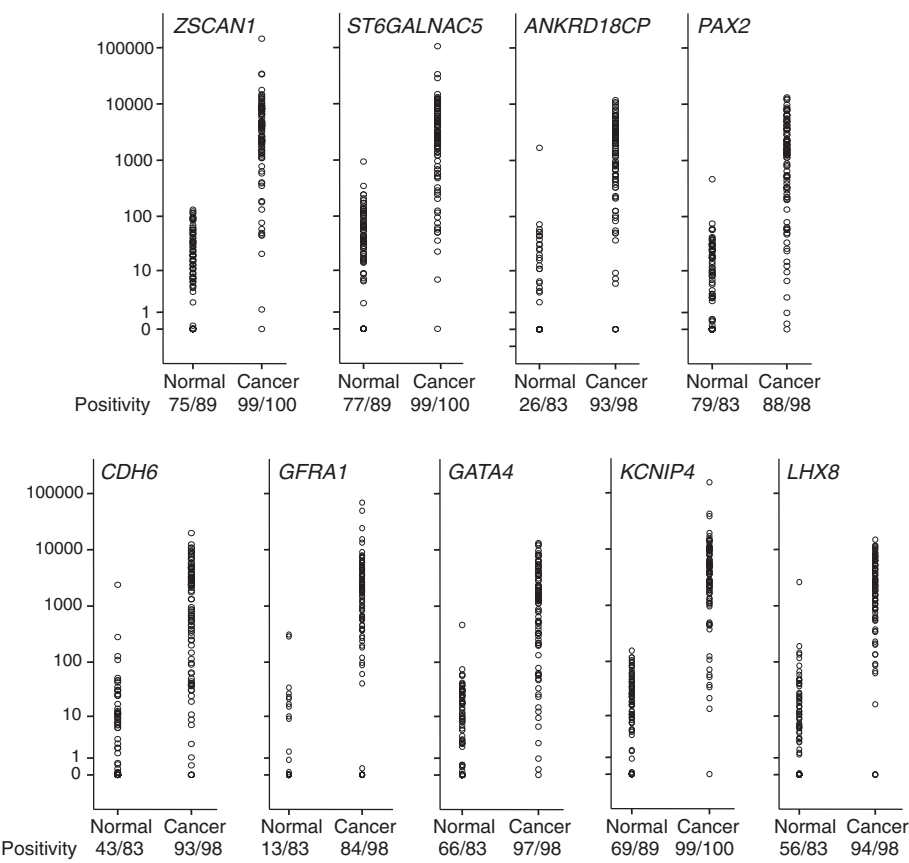 ZSCAN1 ST6GALNAC5 ANKRD18CP PAX2
100000
10000
1000
100
10
1
0
Normal Cancer Normal Cancer Normal Cancer Normal Cancer
Positivity 75/89 99/100 77/89 99/100 26/83 93/98 79/83 88/98
CDH6 GFRA1 GATA4 KCNIP4 LHX8
100000
10000
1000
100
10
1
0
Normal Cancer Normal Cancer Normal Cancer Normal Cancer Normal Cancer
Positivity 43/83 93/98 13/83 84/98 66/83 97/98 69/89 99/100 56/83 94/98